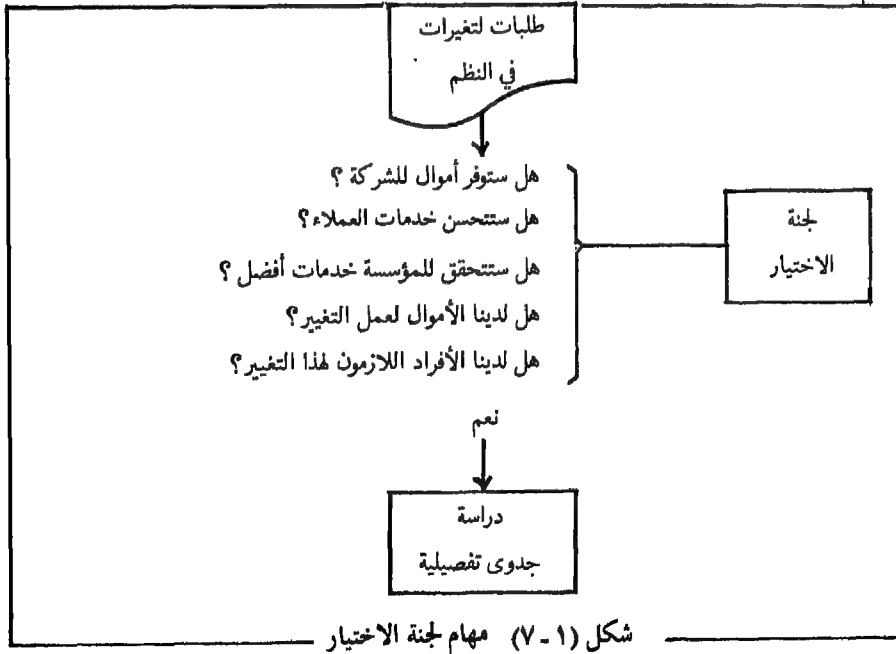 طلبات لتغيرات
في النظم
هل ستوفر أموال للشركة ؟
هل ستتحسن خدمات العملاء؟
هل ستتحقق للمؤسسة خدمات أفضل ؟
هل لدينا الأموال لعمل التغيير؟
هل لدينا الأفراد اللازمون لهذا التغيير؟
لجنة
الاختيار
نعم
دراسة
جدوى تفصيلية
شكل (١ - ٧) مهام لجنة الاختيار